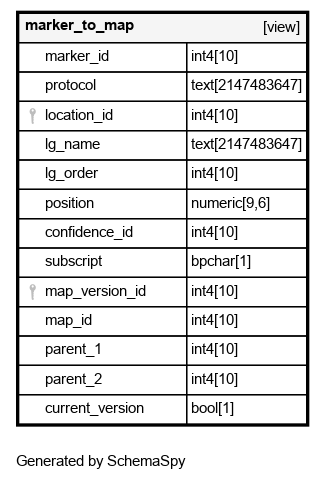 marker_to_map [view]
marker_id int4[10]
protocol text[2147483647]
location_id int4[10]
lg_name text[2147483647]
lg_order int4[10]
position numeric[9,6]
confidence_id int4[10]
subscript bpchar[1]
map_version_id int4[10]
map_id int4[10]
parent_1 int4[10]
parent_2 int4[10]
current_version bool[1]
Generated by SchemaSpy